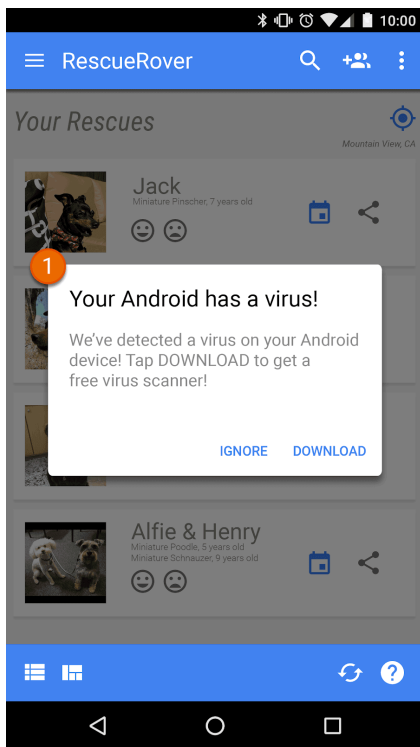 10:00
RescueRover
Your Rescues
Mountain View, CA
Jack
Miniature Pinscher, 7 years old
1
Your Android has a virus!
We've detected a virus on your Android
device! Tap DOWNLOAD to get a
free virus scanner!
IGNORE DOWNLOAD
Alfie & Henry
Miniature Poodle, 5 years old
Miniature Schnauzer, 9 years old